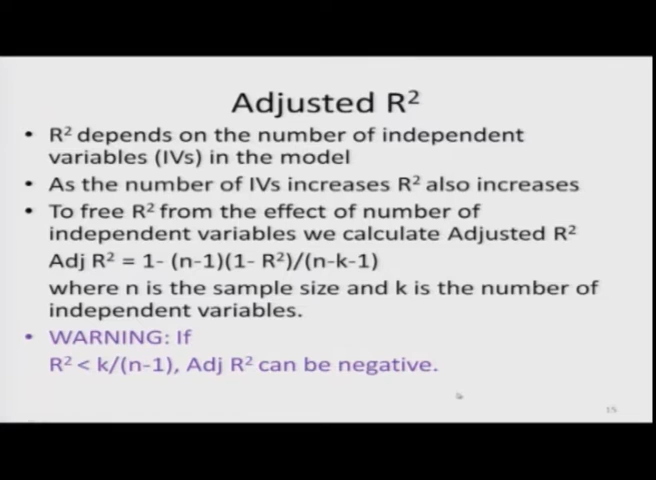 Adjusted R²
• R² depends on the number of independent
variables (IVs) in the model
• As the number of IVs increases R² also increases
• To free R² from the effect of number of
independent variables we calculate Adjusted R²
Adj R² = 1- (n-1)(1- R²)/(n-k-1)
where n is the sample size and k is the number of
independent variables.
• WARNING: If
R² < k/(n-1), Adj R² can be negative.
15